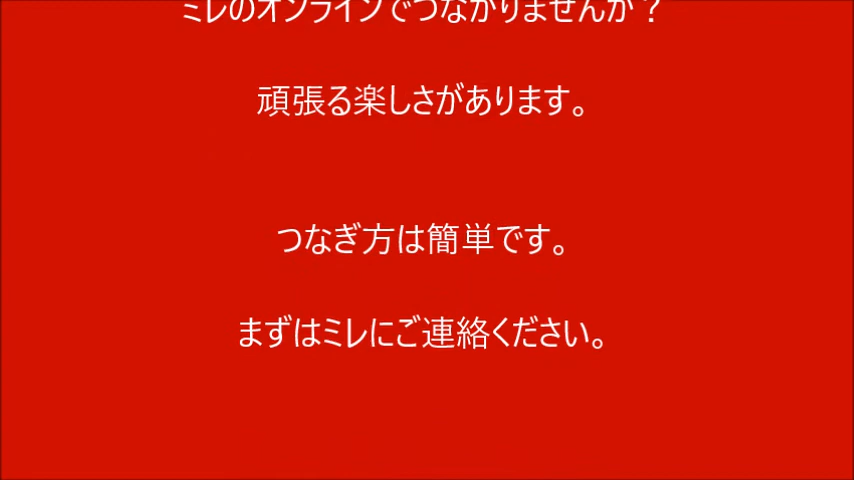 ミレのオンラインでつながりませんか？
頑張る楽しさがあります。
つなぎ方は簡単です。
まずはミレにご連絡ください。